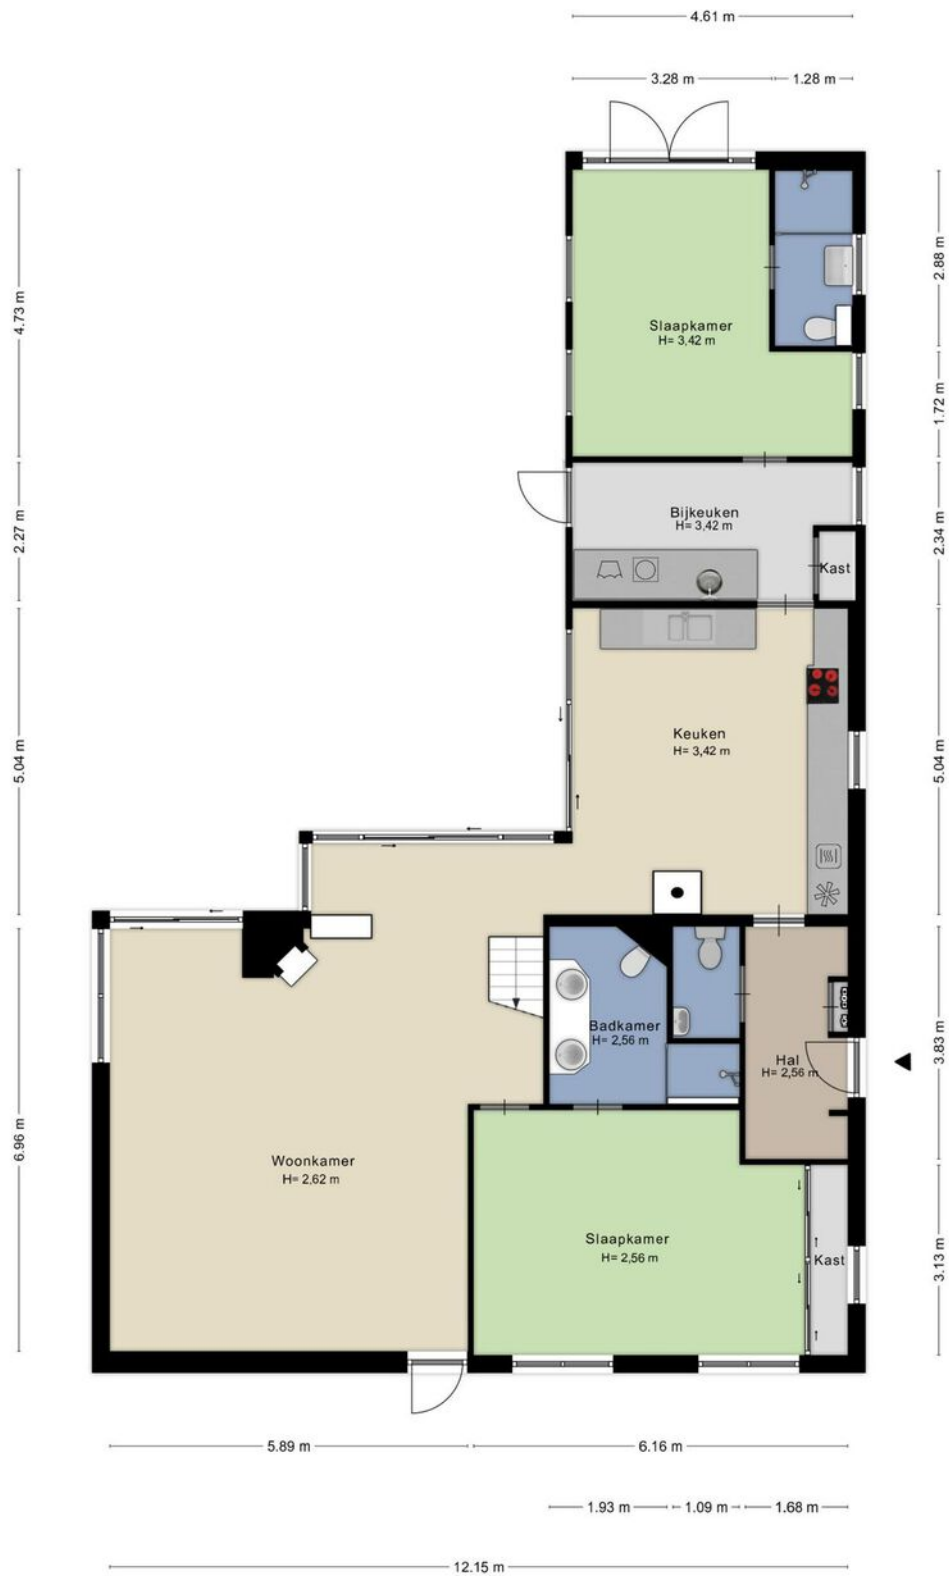 4.61 m
3.28 m
1.28 m
4.73 m
2.88 m
Slaapkamer
H= 3,42 m
1.72 m
2.27 m
Bijkeuken
H= 3,42 m
2.34 m
Kast
5.04 m
Keuken
H= 3,42 m
5.04 m
Badkamer
H= 2,56 m
Hal
H= 2,56 m
3.83 m
6.96 m
Woonkamer
H= 2,62 m
Slaapkamer
H= 2,56 m
Kast
3.13 m
5.89 m
6.16 m
1.93 m
1.09 m
1.68 m
12.15 m